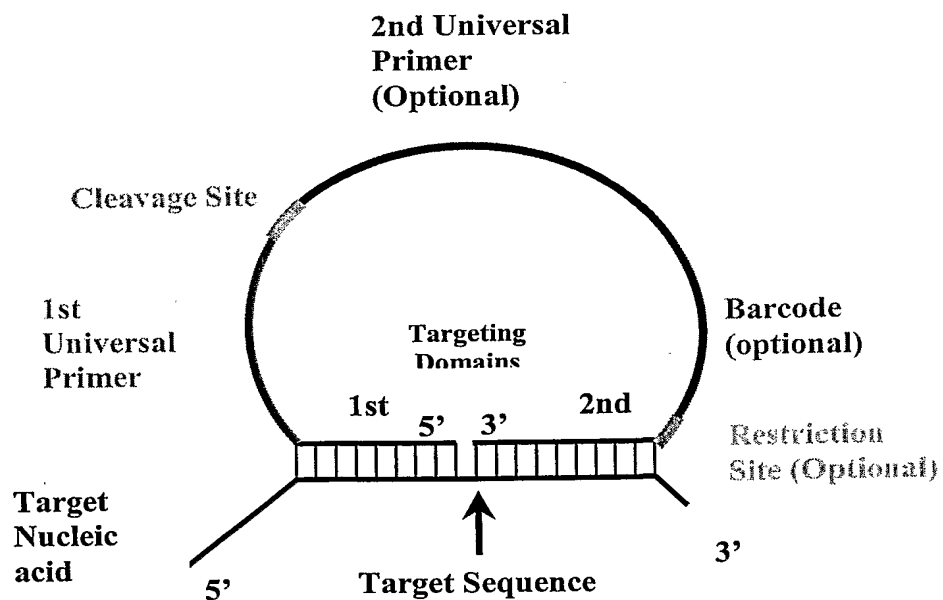 2nd Universal
Primer
(Optional)
Cleavage Site
1st
Universal
Primer
Targeting
Domains
Barcode
(optional)
1st
5’
3’
2nd
Restriction
Site (Optional)
Target
Nucleic
acid
5’
Target Sequence
3’